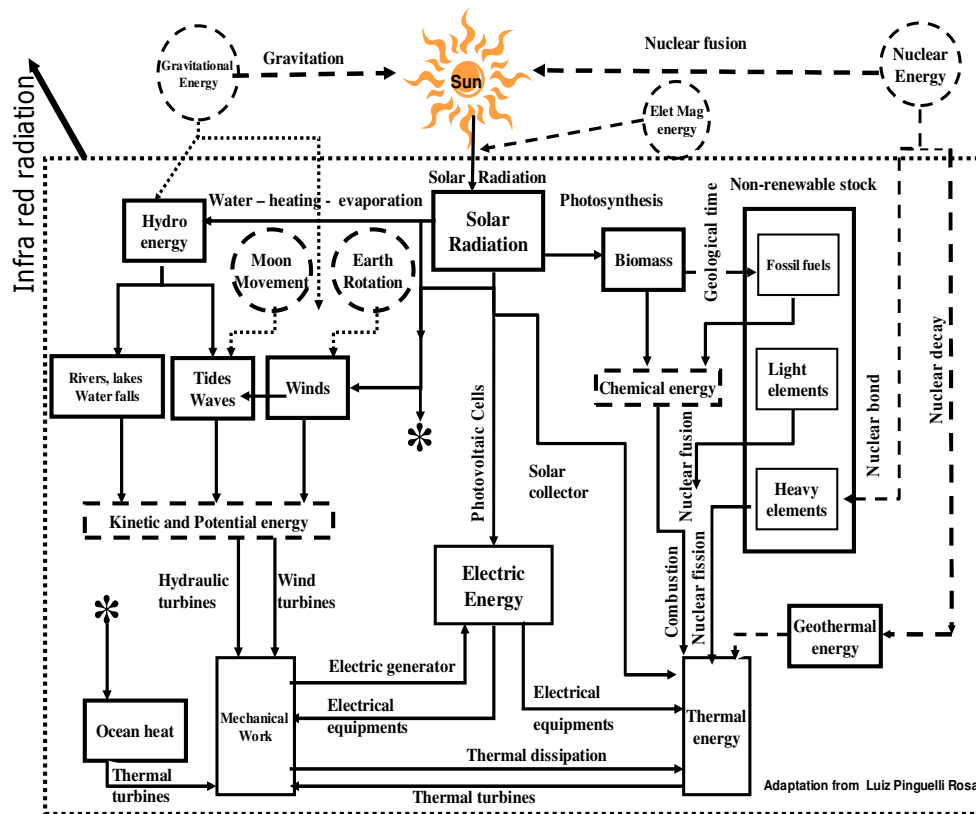 Gravitational
Energy
Gravitation
Sun
Nuclear fusion
Nuclear
Energy
Elet Mag
energy
Infra red radiation
Solar Radiation
Water – heating - evaporation
Photosynthesis
Non-renewable stock
Hydro
energy
Solar
Radiation
Moon
Movement
Earth
Rotation
Biomass
Geological time
Fossil fuels
Nuclear decay
Rivers, lakes
Water falls
Tides
Waves
Winds
Chemical energy
Light
elements
Nuclear bond
*
Photovoltaic Cells
Solar
collector
Nuclear fusion
Heavy
elements
Kinetic and Potential energy
Hydraulic
turbines
Wind
turbines
Electric
Energy
Combustion
Nuclear fission
*
Geothermal
energy
Electric generator
Electrical
equipments
Electrical
equipments
Ocean heat
Mechanical
Work
Thermal
energy
Thermal dissipation
Thermal
turbines
Thermal turbines
Adaptation from Luiz Pinguelli Rosa